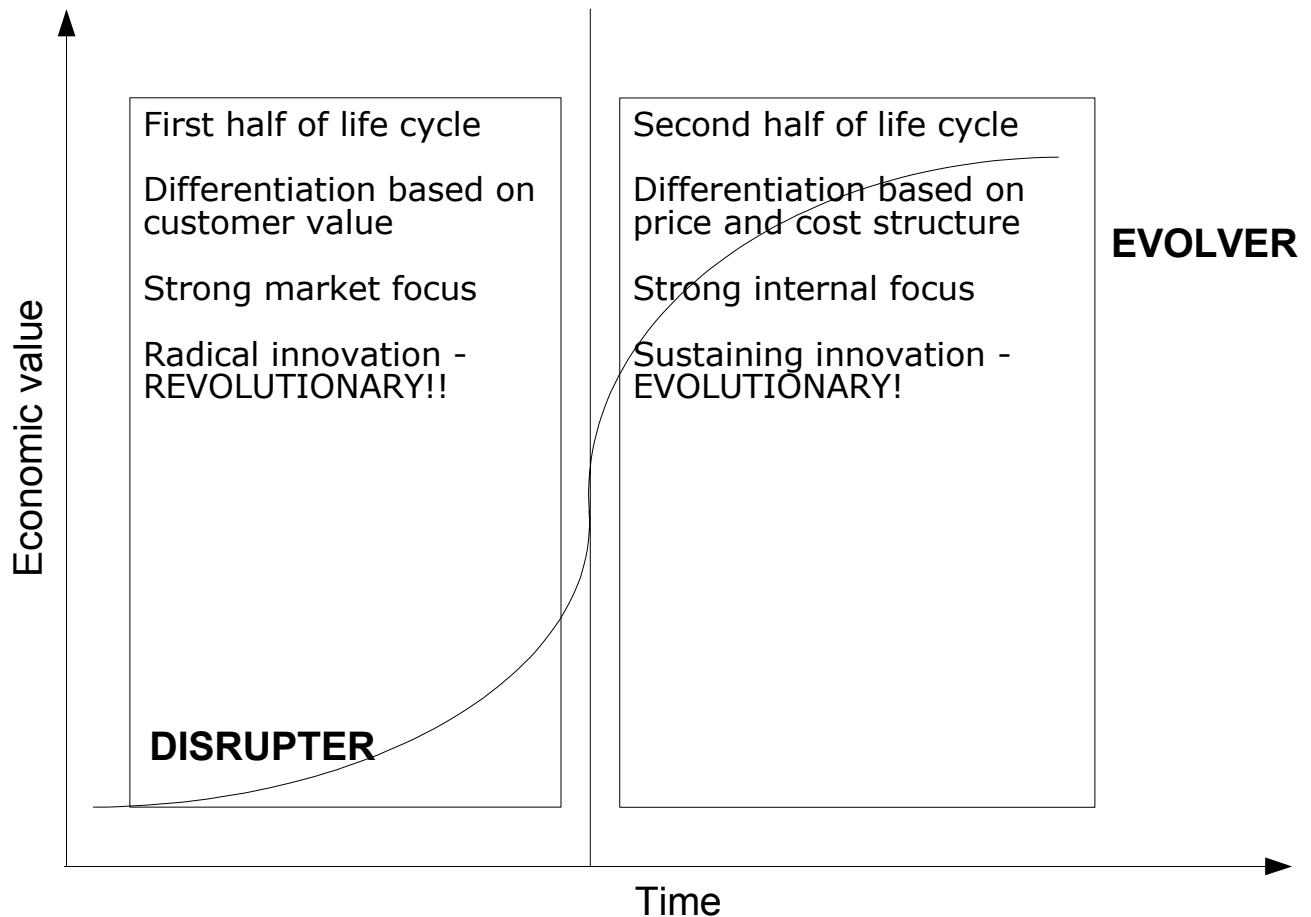 First half of life cycle
Differentiation based on
customer value
Strong market focus
Radical innovation -
REVOLUTIONARY!!
DISRUPTER
Second half of life cycle
Differentiation based on
price and cost structure
Strong internal focus
Sustaining innovation -
EVOLUTIONARY!
EVOLVER
Economic value
Time